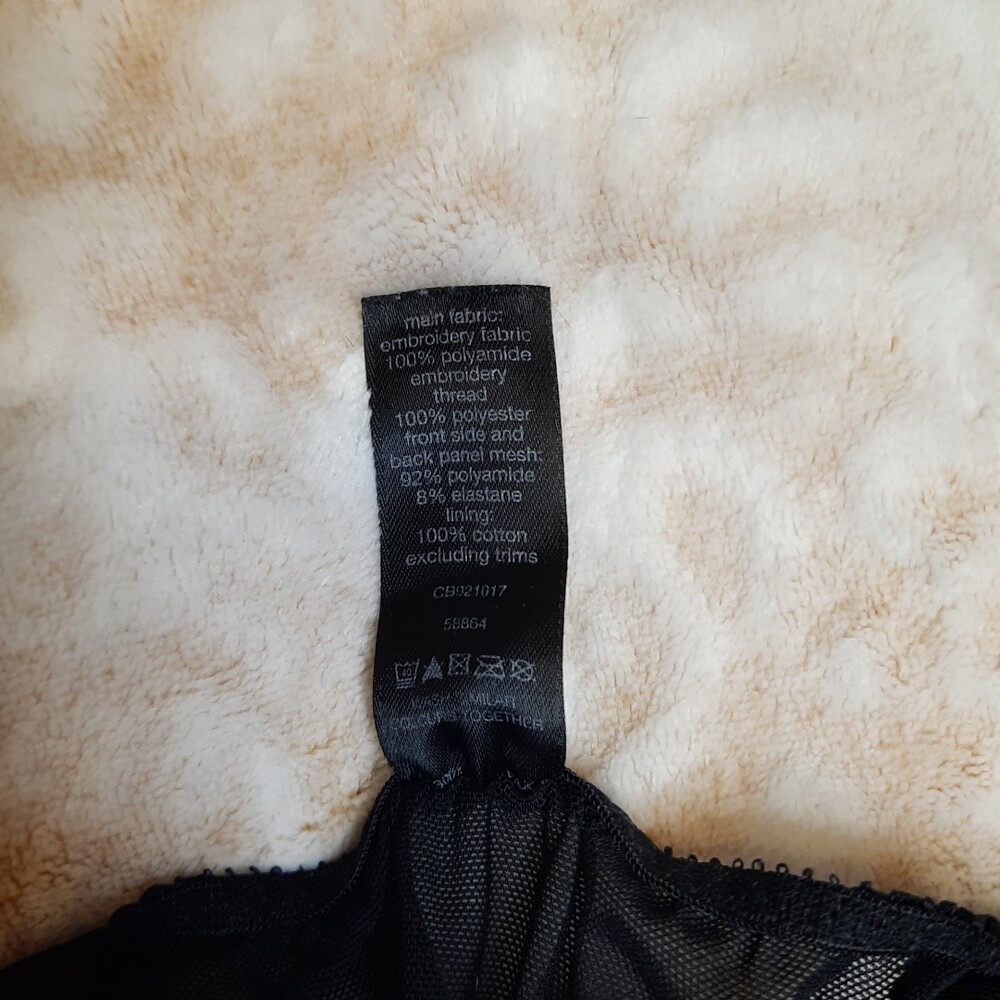 main fabric:
embroidery fabric
100% polyamide
embroidery
thread
100% polyester
front side and
back panel mesh:
92% polyamide
8% elastane
lining:
100% cotton
excluding trims
CB921017
58864
40
TOGETHER